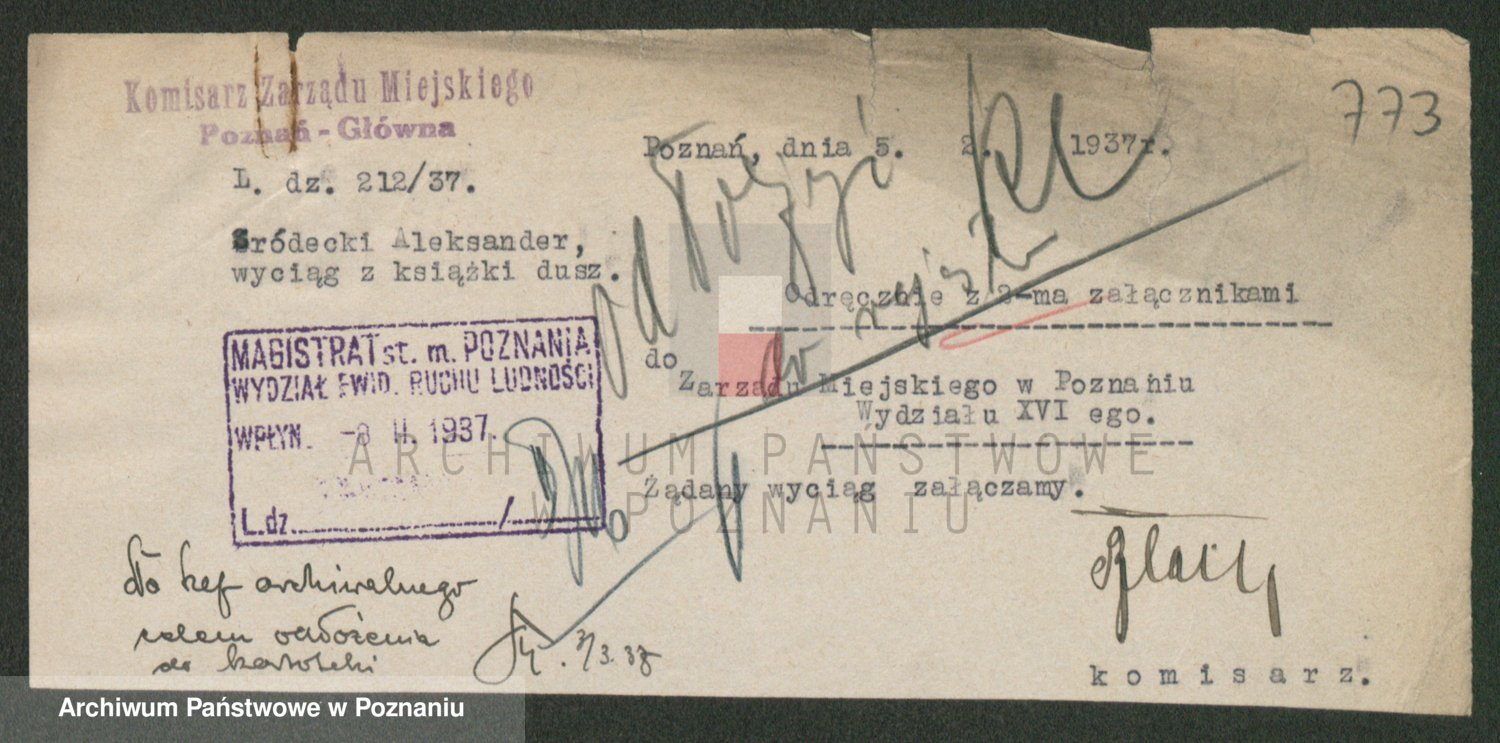 773
Komisarz Zarządu Miejskiego
Poznań - Główna
Poznań, dnia 5. 2. 1937r.
L. dz. 212/37.
Śródecki Aleksander,
wyciąg z książki dusz.
Odręcznie z 2-ma załącznikami
do
Zarządu Miejskiego w Poznaniu
Wydziału XVI ego.
MAGISTRAT st. m. POZNANIA
WYDZIAŁ EWID. RUCHU LUDNOŚCI
WPŁYN. -8 II. 1937.
L.dz. /
Żądany wyciąg załączamy.
do
archiwalnego
celem odłożenia
do kartoteki
3.37
komisarz.
ARCHIWUM PAŃSTWOWE
W POZNANIU
Archiwum Państwowe w Poznaniu